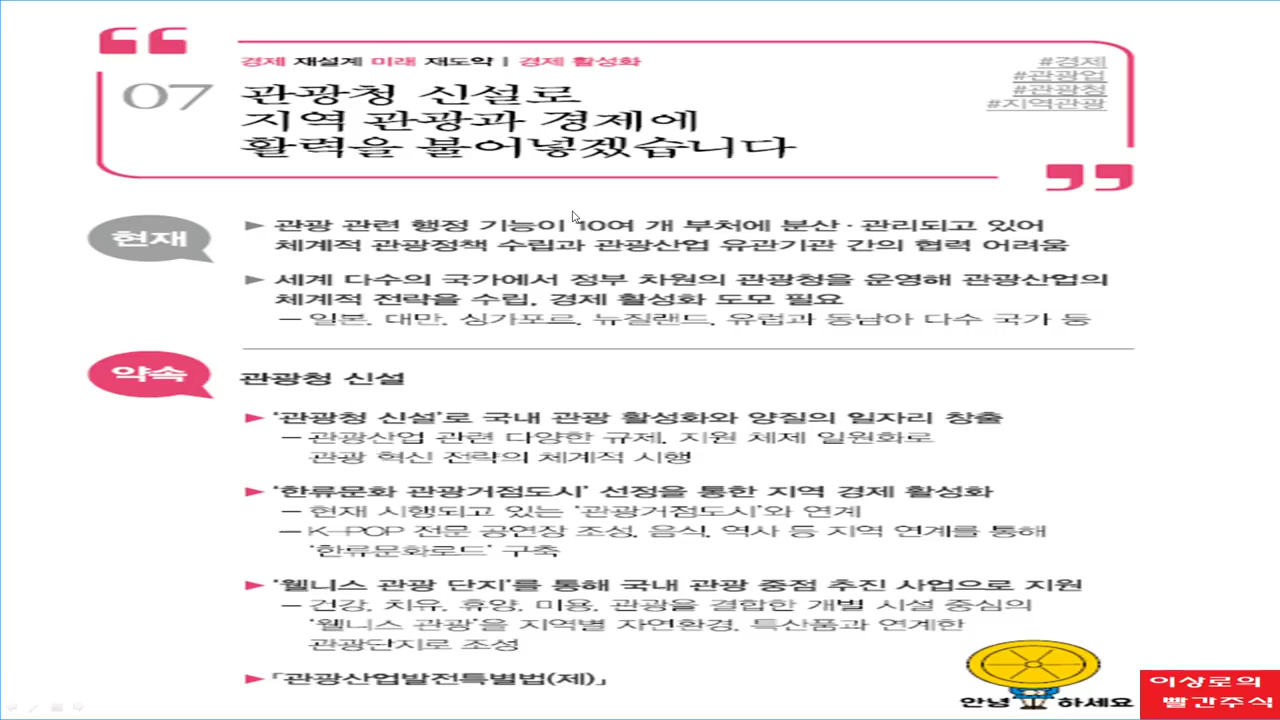 경제 재설계 미래 재도약 | 경제 활성화
#경제
#관광업
#관광청
#지역관광
07
관광청 신설로
지역 관광과 경제에
활력을 불어넣겠습니다
현재
► 관광 관련 행정 기능이 10여 개 부처에 분산·관리되고 있어
체계적 관광정책 수립과 관광산업 유관기관 간의 협력 어려움
► 세계 다수의 국가에서 정부 차원의 관광청을 운영해 관광산업의
체계적 전략을 수립, 경제 활성화 도모 필요
– 일본, 대만, 싱가포르, 뉴질랜드, 유럽과 동남아 다수 국가 등
약속
관광청 신설
► ‘관광청 신설’로 국내 관광 활성화와 양질의 일자리 창출
– 관광산업 관련 다양한 규제, 지원 체제 일원화로
관광 혁신 전략의 체계적 시행
► ‘한류문화 관광거점도시’ 선정을 통한 지역 경제 활성화
– 현재 시행되고 있는 ‘관광거점도시’와 연계
– K-POP 전문 공연장 조성, 음식, 역사 등 지역 연계를 통해
‘한류문화로드’ 구축
► ‘웰니스 관광 단지’를 통해 국내 관광 중점 추진 사업으로 지원
– 건강, 치유, 휴양, 미용, 관광을 결합한 개별 시설 중심의
‘웰니스 관광’을 지역별 자연환경, 특산품과 연계한
관광단지로 조성
► 「관광산업발전특별법(제)」
안녕 하세요
이상로의
빨간주식